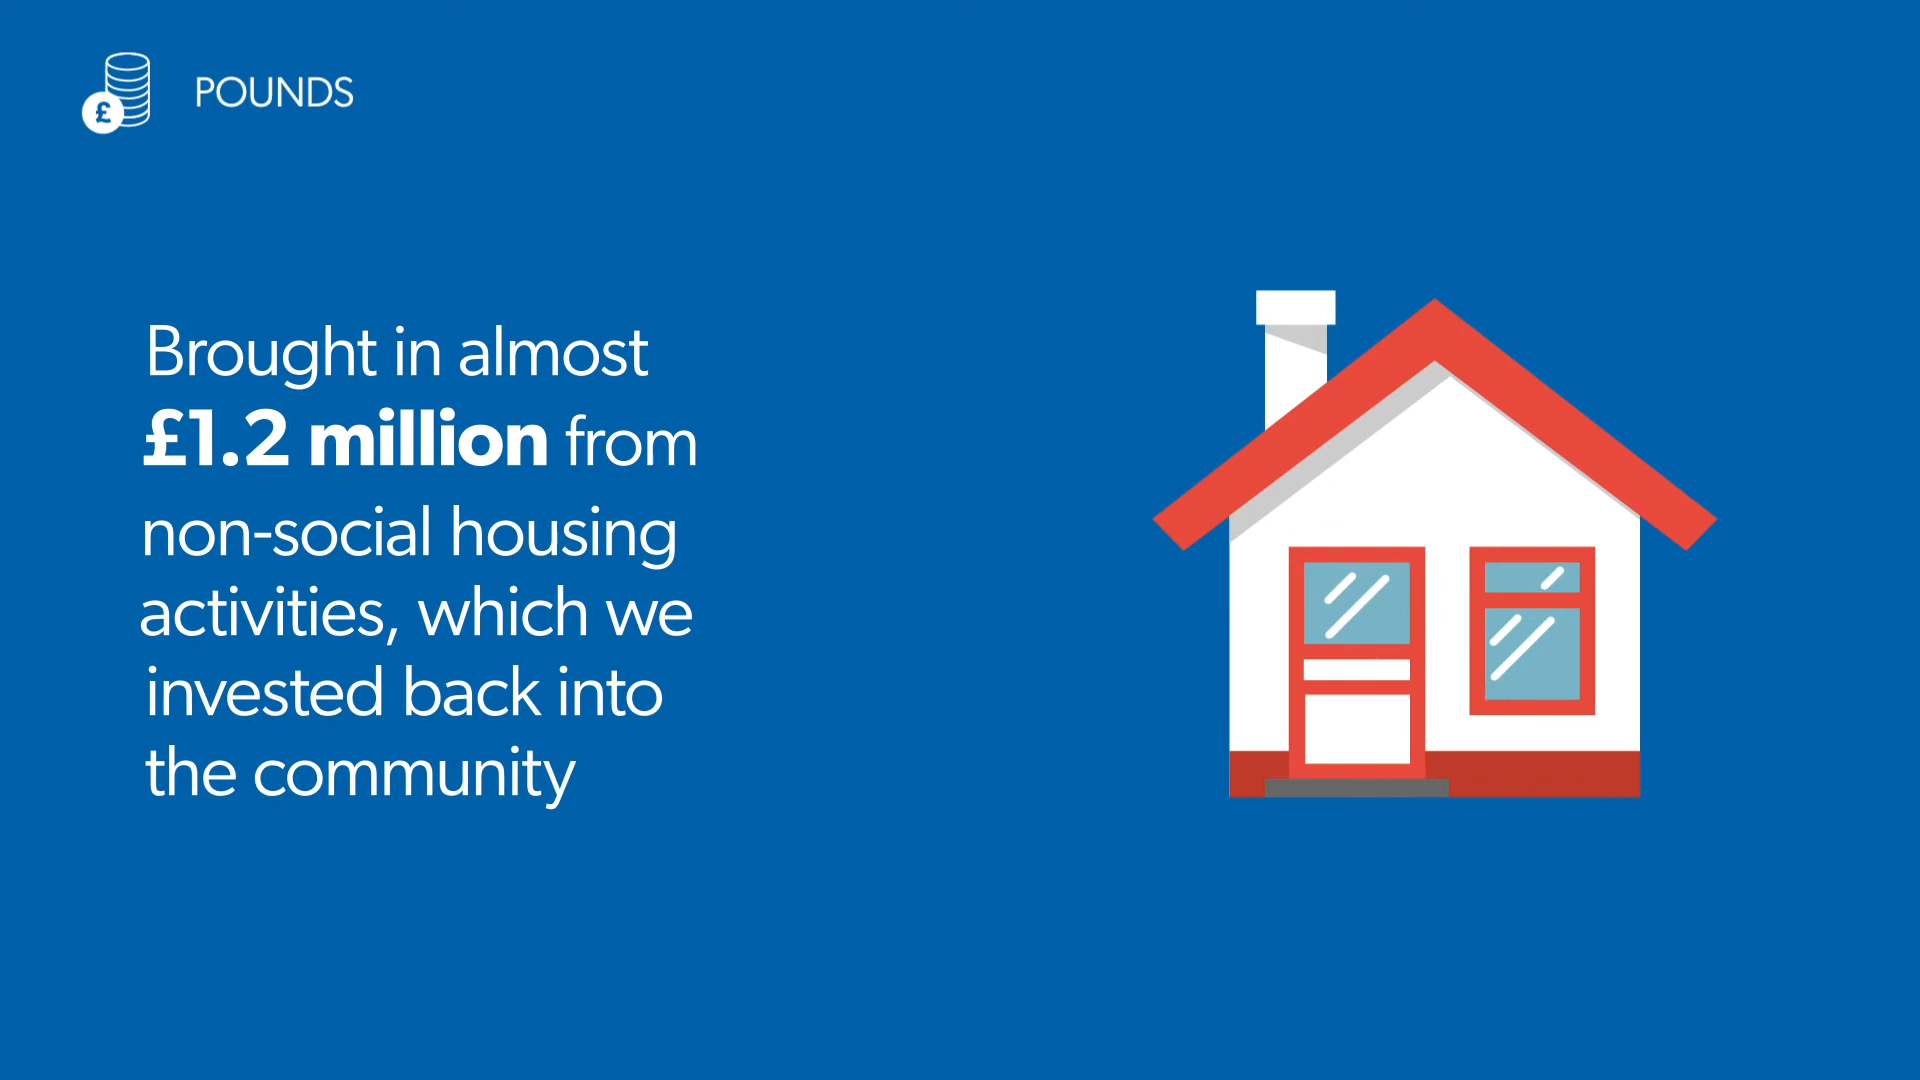 £ POUNDS
Brought in almost
£1.2 million from
non-social housing
activities, which we
invested back into
the community